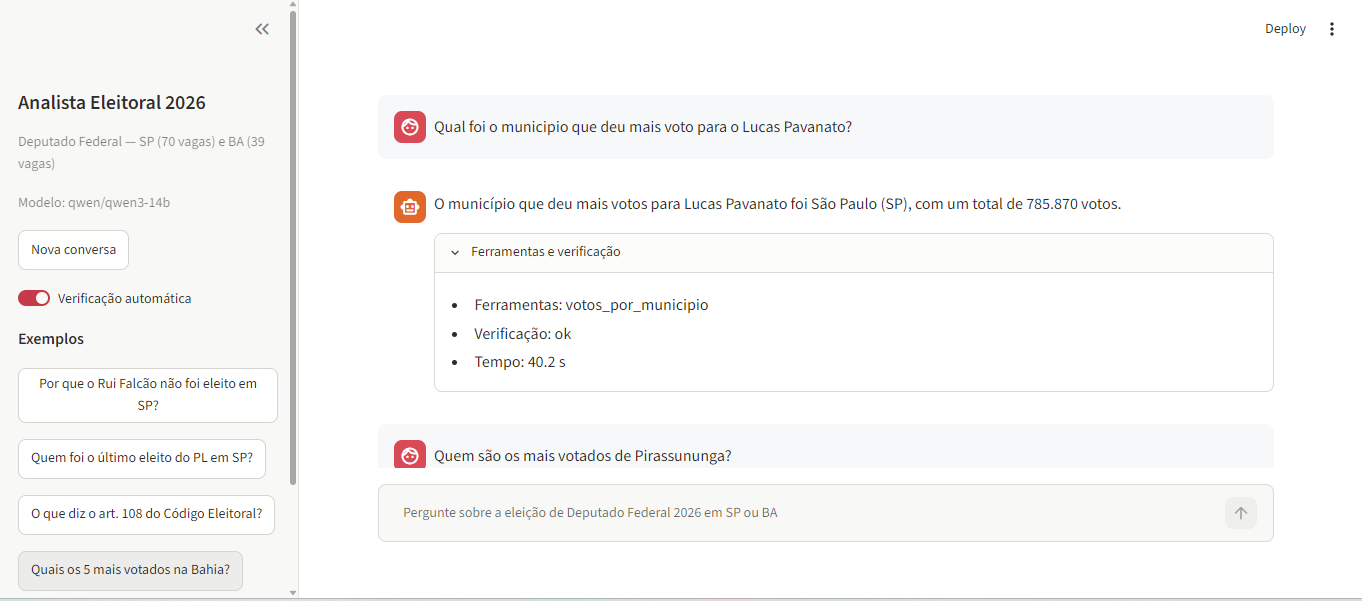 Deploy
Analista Eleitoral 2026
Deputado Federal — SP (70 vagas) e BA (39
vagas)
Modelo: qwen/qwen3-14b
Nova conversa
Verificação automática
Exemplos
Por que o Rui Falcão não foi eleito em
SP?
Quem foi o último eleito do PL em SP?
O que diz o art. 108 do Código Eleitoral?
Quais os 5 mais votados na Bahia?
Qual foi o municipio que deu mais voto para o Lucas Pavanato?
O município que deu mais votos para Lucas Pavanato foi São Paulo (SP), com um total de 785.870 votos.
Ferramentas e verificação
Ferramentas: votos_por_municipio
Verificação: ok
Tempo: 40.2 s
Quem são os mais votados de Pirassununga?
Pergunte sobre a eleição de Deputado Federal 2026 em SP ou BA